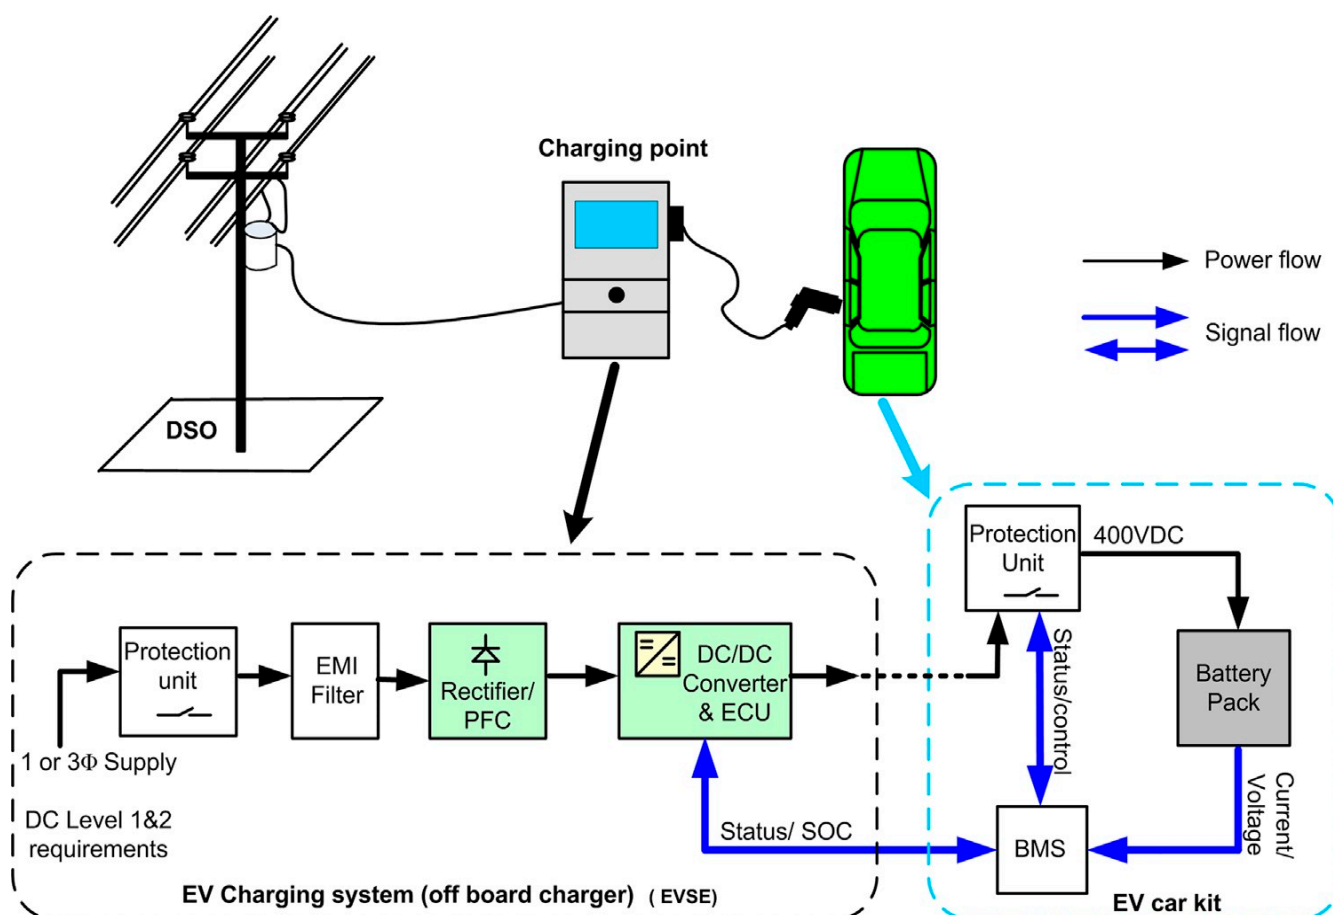 Charging point
Power flow
Signal flow
DSO
Protection
Unit
400VDC
Status/control
Battery
Pack
Current/
Voltage
BMS
EV car kit
Protection
unit
EMI
Filter
Rectifier/
PFC
DC/DC
Converter
& ECU
1 or 3Φ Supply
DC Level 1&2
requirements
Status/ SOC
EV Charging system (off board charger) ( EVSE)